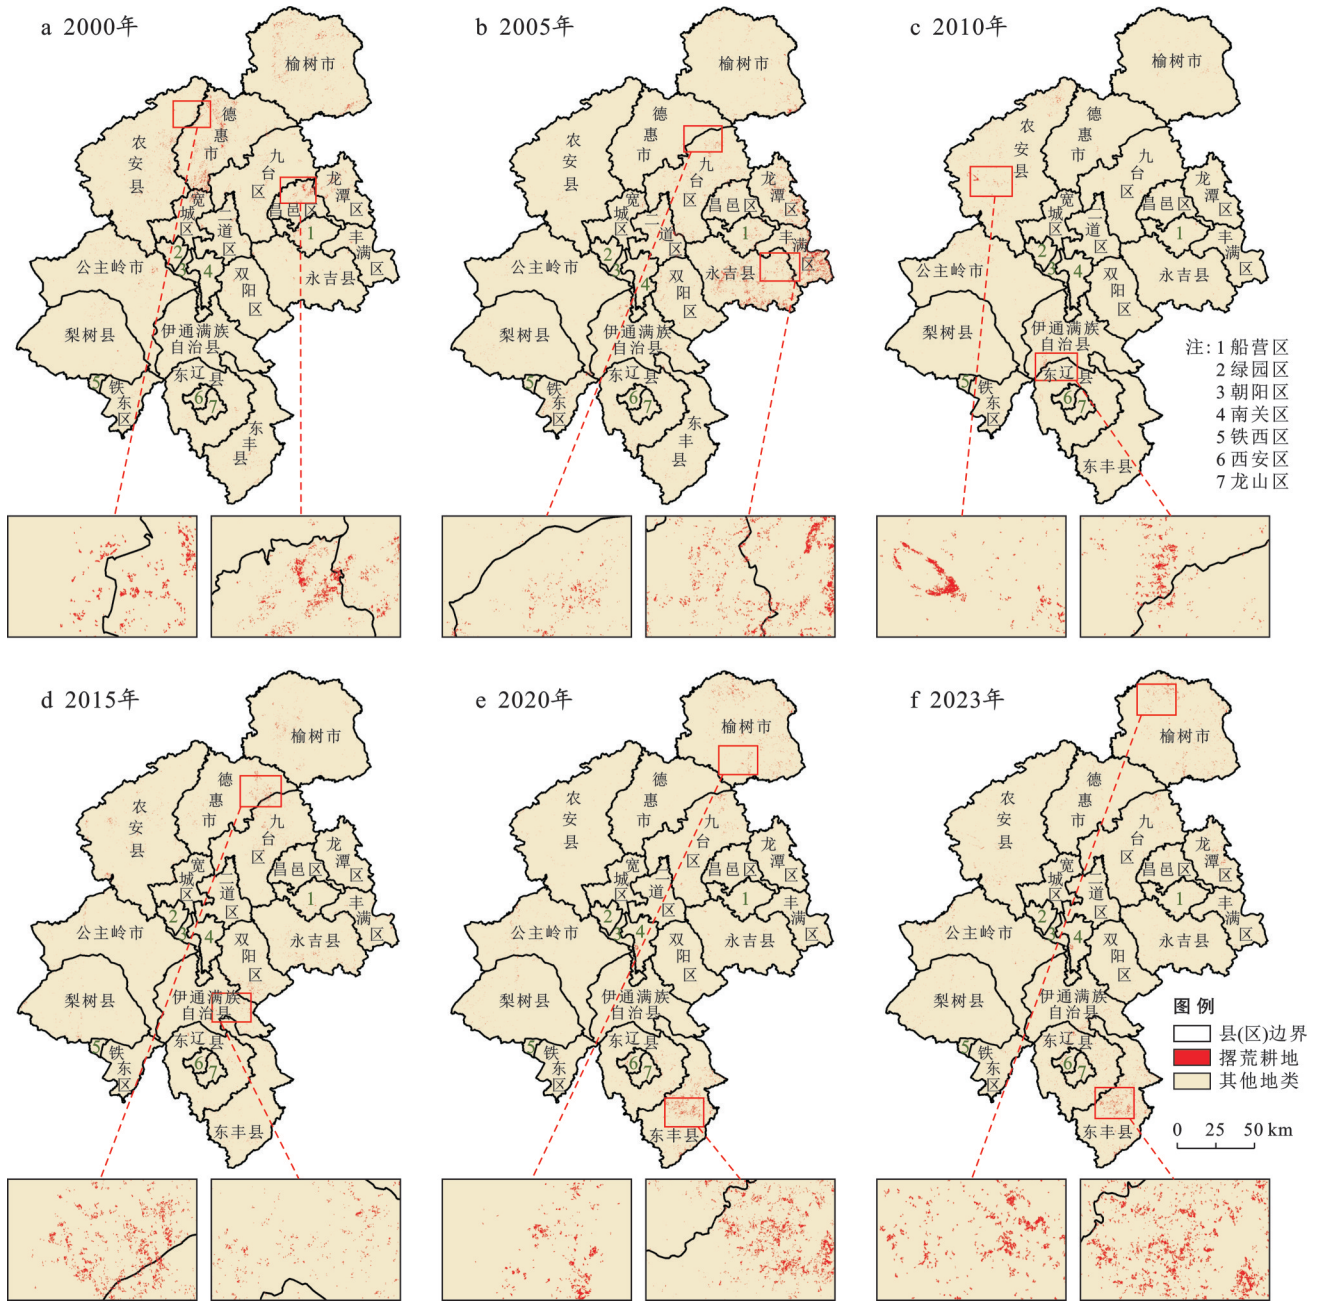 a 2000年
榆树市
德惠市
农安县
九台区
龙潭区
宽城区
昌邑区
二道区
1
丰满区
2
3
4
公主岭市
双阳区
永吉县
梨树县
伊通满族
自治县
东辽县
5
铁东区
6
7
东丰县
b 2005年
榆树市
德惠市
农安县
九台区
龙潭区
宽城区
昌邑区
二道区
1
丰满区
2
3
4
公主岭市
双阳区
永吉县
梨树县
伊通满族
自治县
东辽县
5
铁东区
6
7
东丰县
c 2010年
榆树市
德惠市
农安县
九台区
龙潭区
宽城区
昌邑区
二道区
1
丰满区
2
3
4
公主岭市
双阳区
永吉县
梨树县
伊通满族
自治县
东辽县
5
铁东区
6
7
东丰县
注: 1 船营区
2 绿园区
3 朝阳区
4 南关区
5 铁西区
6 西安区
7 龙山区
d 2015年
榆树市
德惠市
农安县
九台区
龙潭区
宽城区
昌邑区
二道区
1
丰满区
2
3
4
公主岭市
双阳区
永吉县
梨树县
伊通满族
自治县
东辽县
5
铁东区
6
7
东丰县
e 2020年
榆树市
德惠市
农安县
九台区
龙潭区
宽城区
昌邑区
二道区
1
丰满区
2
3
4
公主岭市
双阳区
永吉县
梨树县
伊通满族
自治县
东辽县
5
铁东区
6
7
东丰县
f 2023年
榆树市
德惠市
农安县
九台区
龙潭区
宽城区
昌邑区
二道区
1
丰满区
2
3
4
公主岭市
双阳区
永吉县
梨树县
伊通满族
自治县
东辽县
5
铁东区
6
7
东丰县
图例
县(区)边界
撂荒耕地
其他地类
0 25 50 km